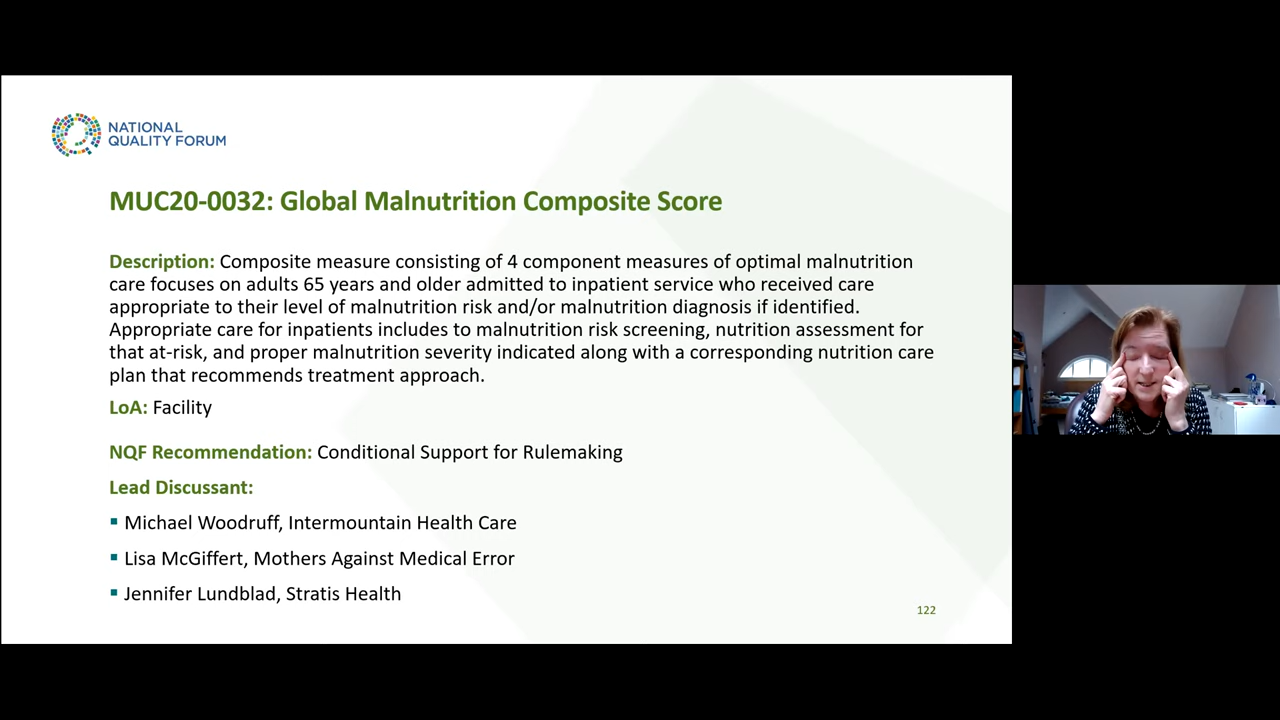 NATIONAL
QUALITY FORUM
MUC20-0032: Global Malnutrition Composite Score
Description: Composite measure consisting of 4 component measures of optimal malnutrition
care focuses on adults 65 years and older admitted to inpatient service who received care
appropriate to their level of malnutrition risk and/or malnutrition diagnosis if identified.
Appropriate care for inpatients includes to malnutrition risk screening, nutrition assessment for
that at-risk, and proper malnutrition severity indicated along with a corresponding nutrition care
plan that recommends treatment approach.
LoA: Facility
NQF Recommendation: Conditional Support for Rulemaking
Lead Discussant:
▪ Michael Woodruff, Intermountain Health Care
▪ Lisa McGiffert, Mothers Against Medical Error
▪ Jennifer Lundblad, Stratis Health
122